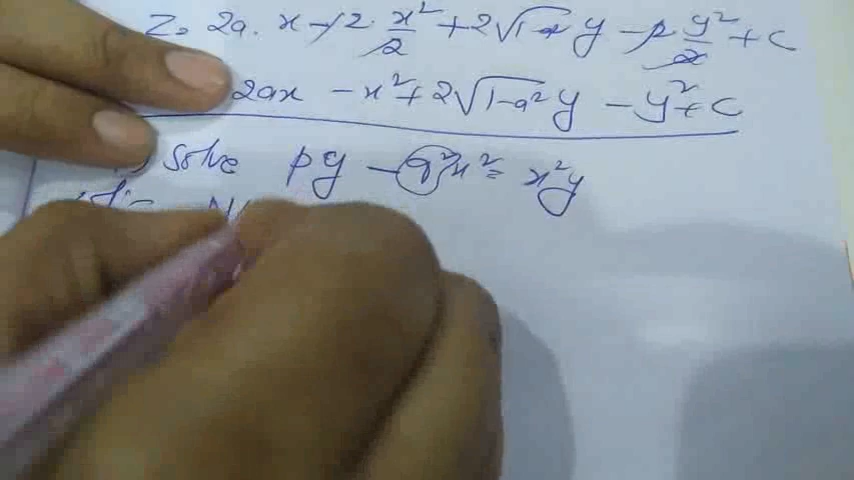 Z = 2a. x - 2. x²/2 + 2√1-a² y - 2 y²/2 + c
2ax - x² + 2√1-a² y - y² + c
) solve py - q²x² = x²y